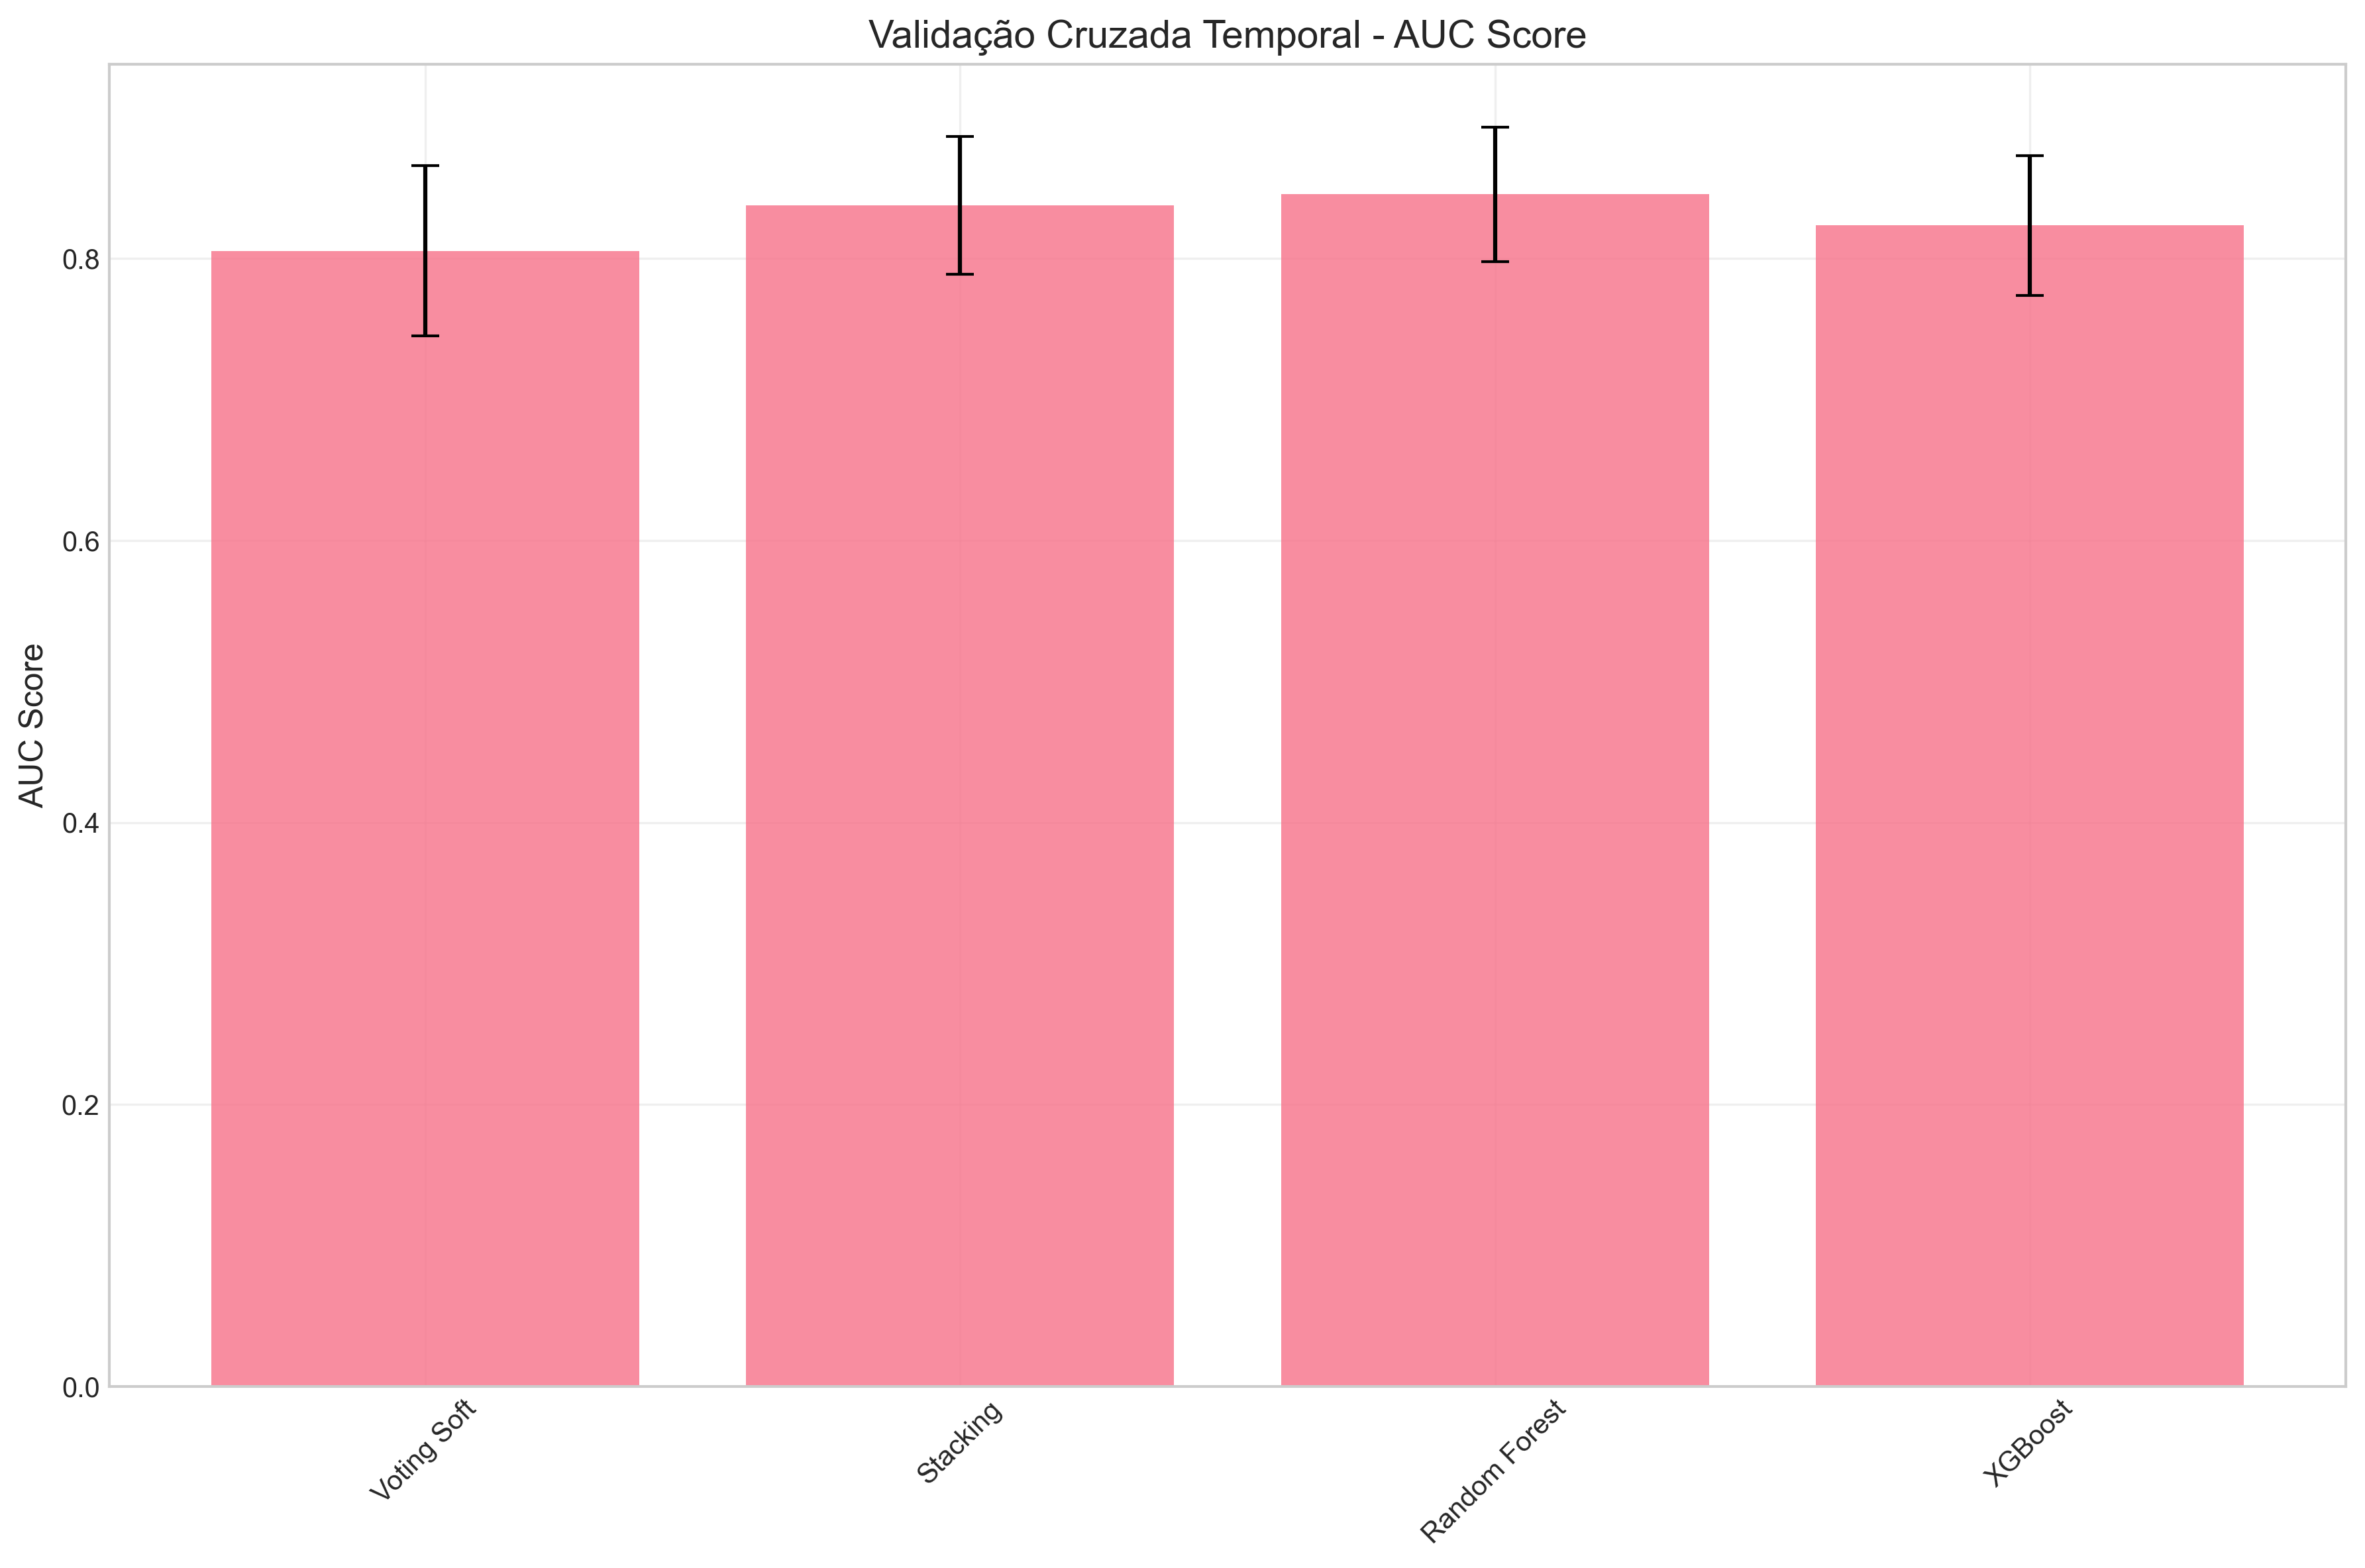 Validação Cruzada Temporal - AUC Score
AUC Score
0.8
0.6
0.4
0.2
0.0
Voting Soft
Stacking
Random Forest
XGBoost